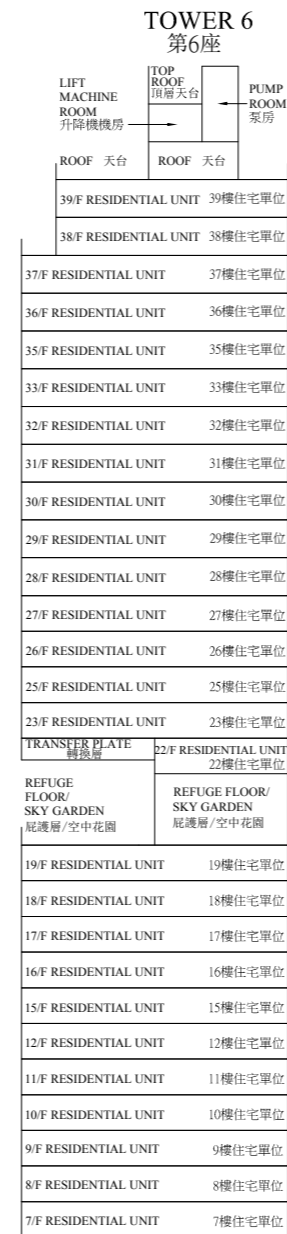 TOWER 6
第6座
LIFT
MACHINE
ROOM
升降機機房
TOP
ROOF
頂層天台
PUMP
ROOM
泵房
ROOF 天台
ROOF 天台
39/F RESIDENTIAL UNIT 39樓住宅單位
38/F RESIDENTIAL UNIT 38樓住宅單位
37/F RESIDENTIAL UNIT 37樓住宅單位
36/F RESIDENTIAL UNIT 36樓住宅單位
35/F RESIDENTIAL UNIT 35樓住宅單位
33/F RESIDENTIAL UNIT 33樓住宅單位
32/F RESIDENTIAL UNIT 32樓住宅單位
31/F RESIDENTIAL UNIT 31樓住宅單位
30/F RESIDENTIAL UNIT 30樓住宅單位
29/F RESIDENTIAL UNIT 29樓住宅單位
28/F RESIDENTIAL UNIT 28樓住宅單位
27/F RESIDENTIAL UNIT 27樓住宅單位
26/F RESIDENTIAL UNIT 26樓住宅單位
25/F RESIDENTIAL UNIT 25樓住宅單位
23/F RESIDENTIAL UNIT 23樓住宅單位
TRANSFER PLATE
轉換層
22/F RESIDENTIAL UNIT
22樓住宅單位
REFUGE
FLOOR/
SKY GARDEN
庇護層/空中花園
REFUGE FLOOR/
SKY GARDEN
庇護層/空中花園
19/F RESIDENTIAL UNIT 19樓住宅單位
18/F RESIDENTIAL UNIT 18樓住宅單位
17/F RESIDENTIAL UNIT 17樓住宅單位
16/F RESIDENTIAL UNIT 16樓住宅單位
15/F RESIDENTIAL UNIT 15樓住宅單位
12/F RESIDENTIAL UNIT 12樓住宅單位
11/F RESIDENTIAL UNIT 11樓住宅單位
10/F RESIDENTIAL UNIT 10樓住宅單位
9/F RESIDENTIAL UNIT 9樓住宅單位
8/F RESIDENTIAL UNIT 8樓住宅單位
7/F RESIDENTIAL UNIT 7樓住宅單位